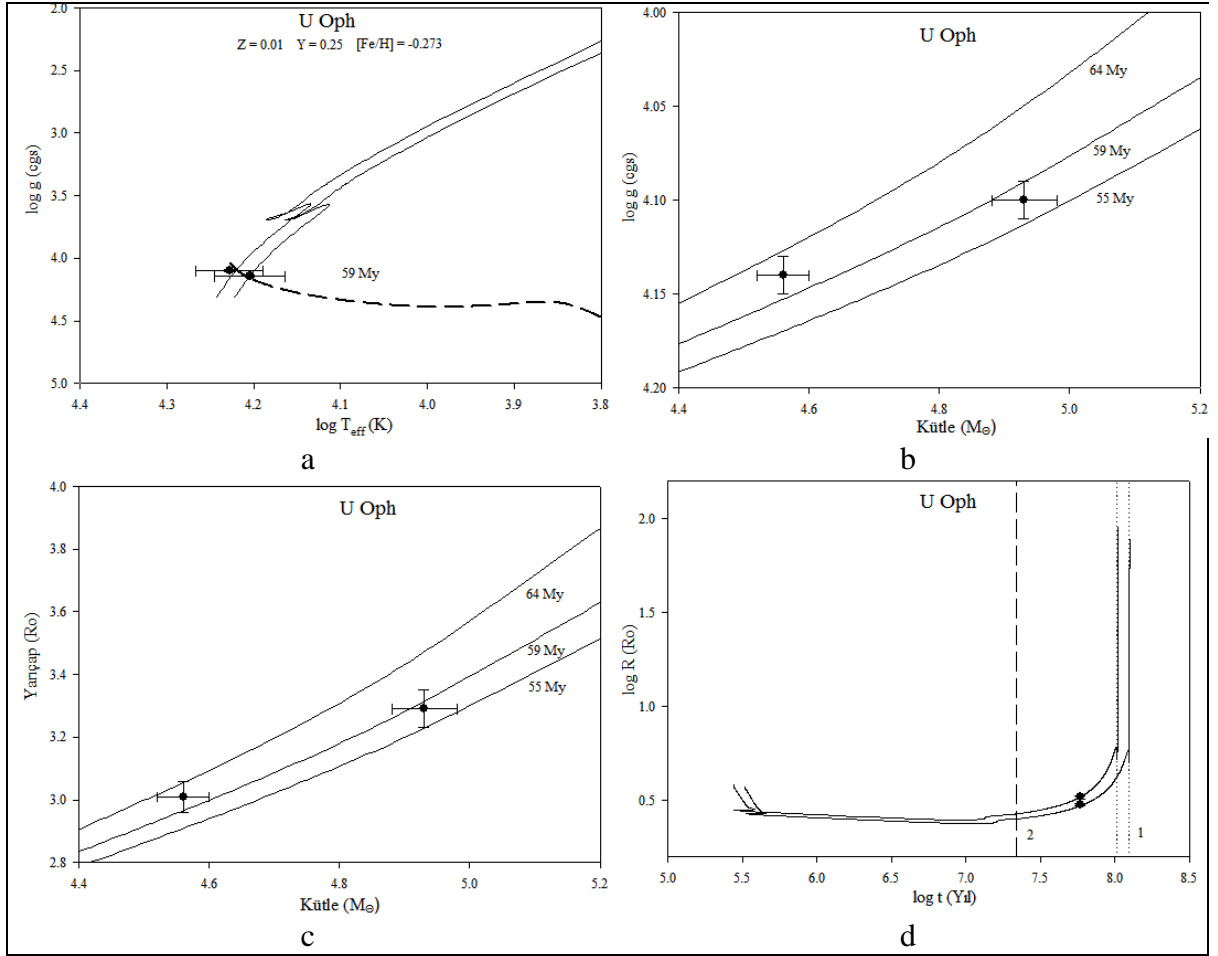 U Oph
Z = 0.01 Y = 0.25 [Fe/H] = -0.273
2.0
2.5
3.0
3.5
4.0
4.5
5.0
log g (cgs)
59 My
4.4
4.3
4.2
4.1
4.0
3.9
3.8
log Teff (K)
a
U Oph
4.00
4.05
4.10
4.15
4.20
log g (cgs)
64 My
59 My
55 My
4.4
4.6
4.8
5.0
5.2
Kütle (M⊙)
b
U Oph
4.0
3.8
3.6
3.4
3.2
3.0
2.8
Yarıçap (Ro)
64 My
59 My
55 My
4.4
4.6
4.8
5.0
5.2
Kütle (M⊙)
c
U Oph
2.0
1.5
1.0
0.5
log R (Ro)
2
1
5.0
5.5
6.0
6.5
7.0
7.5
8.0
8.5
log t (Yıl)
d